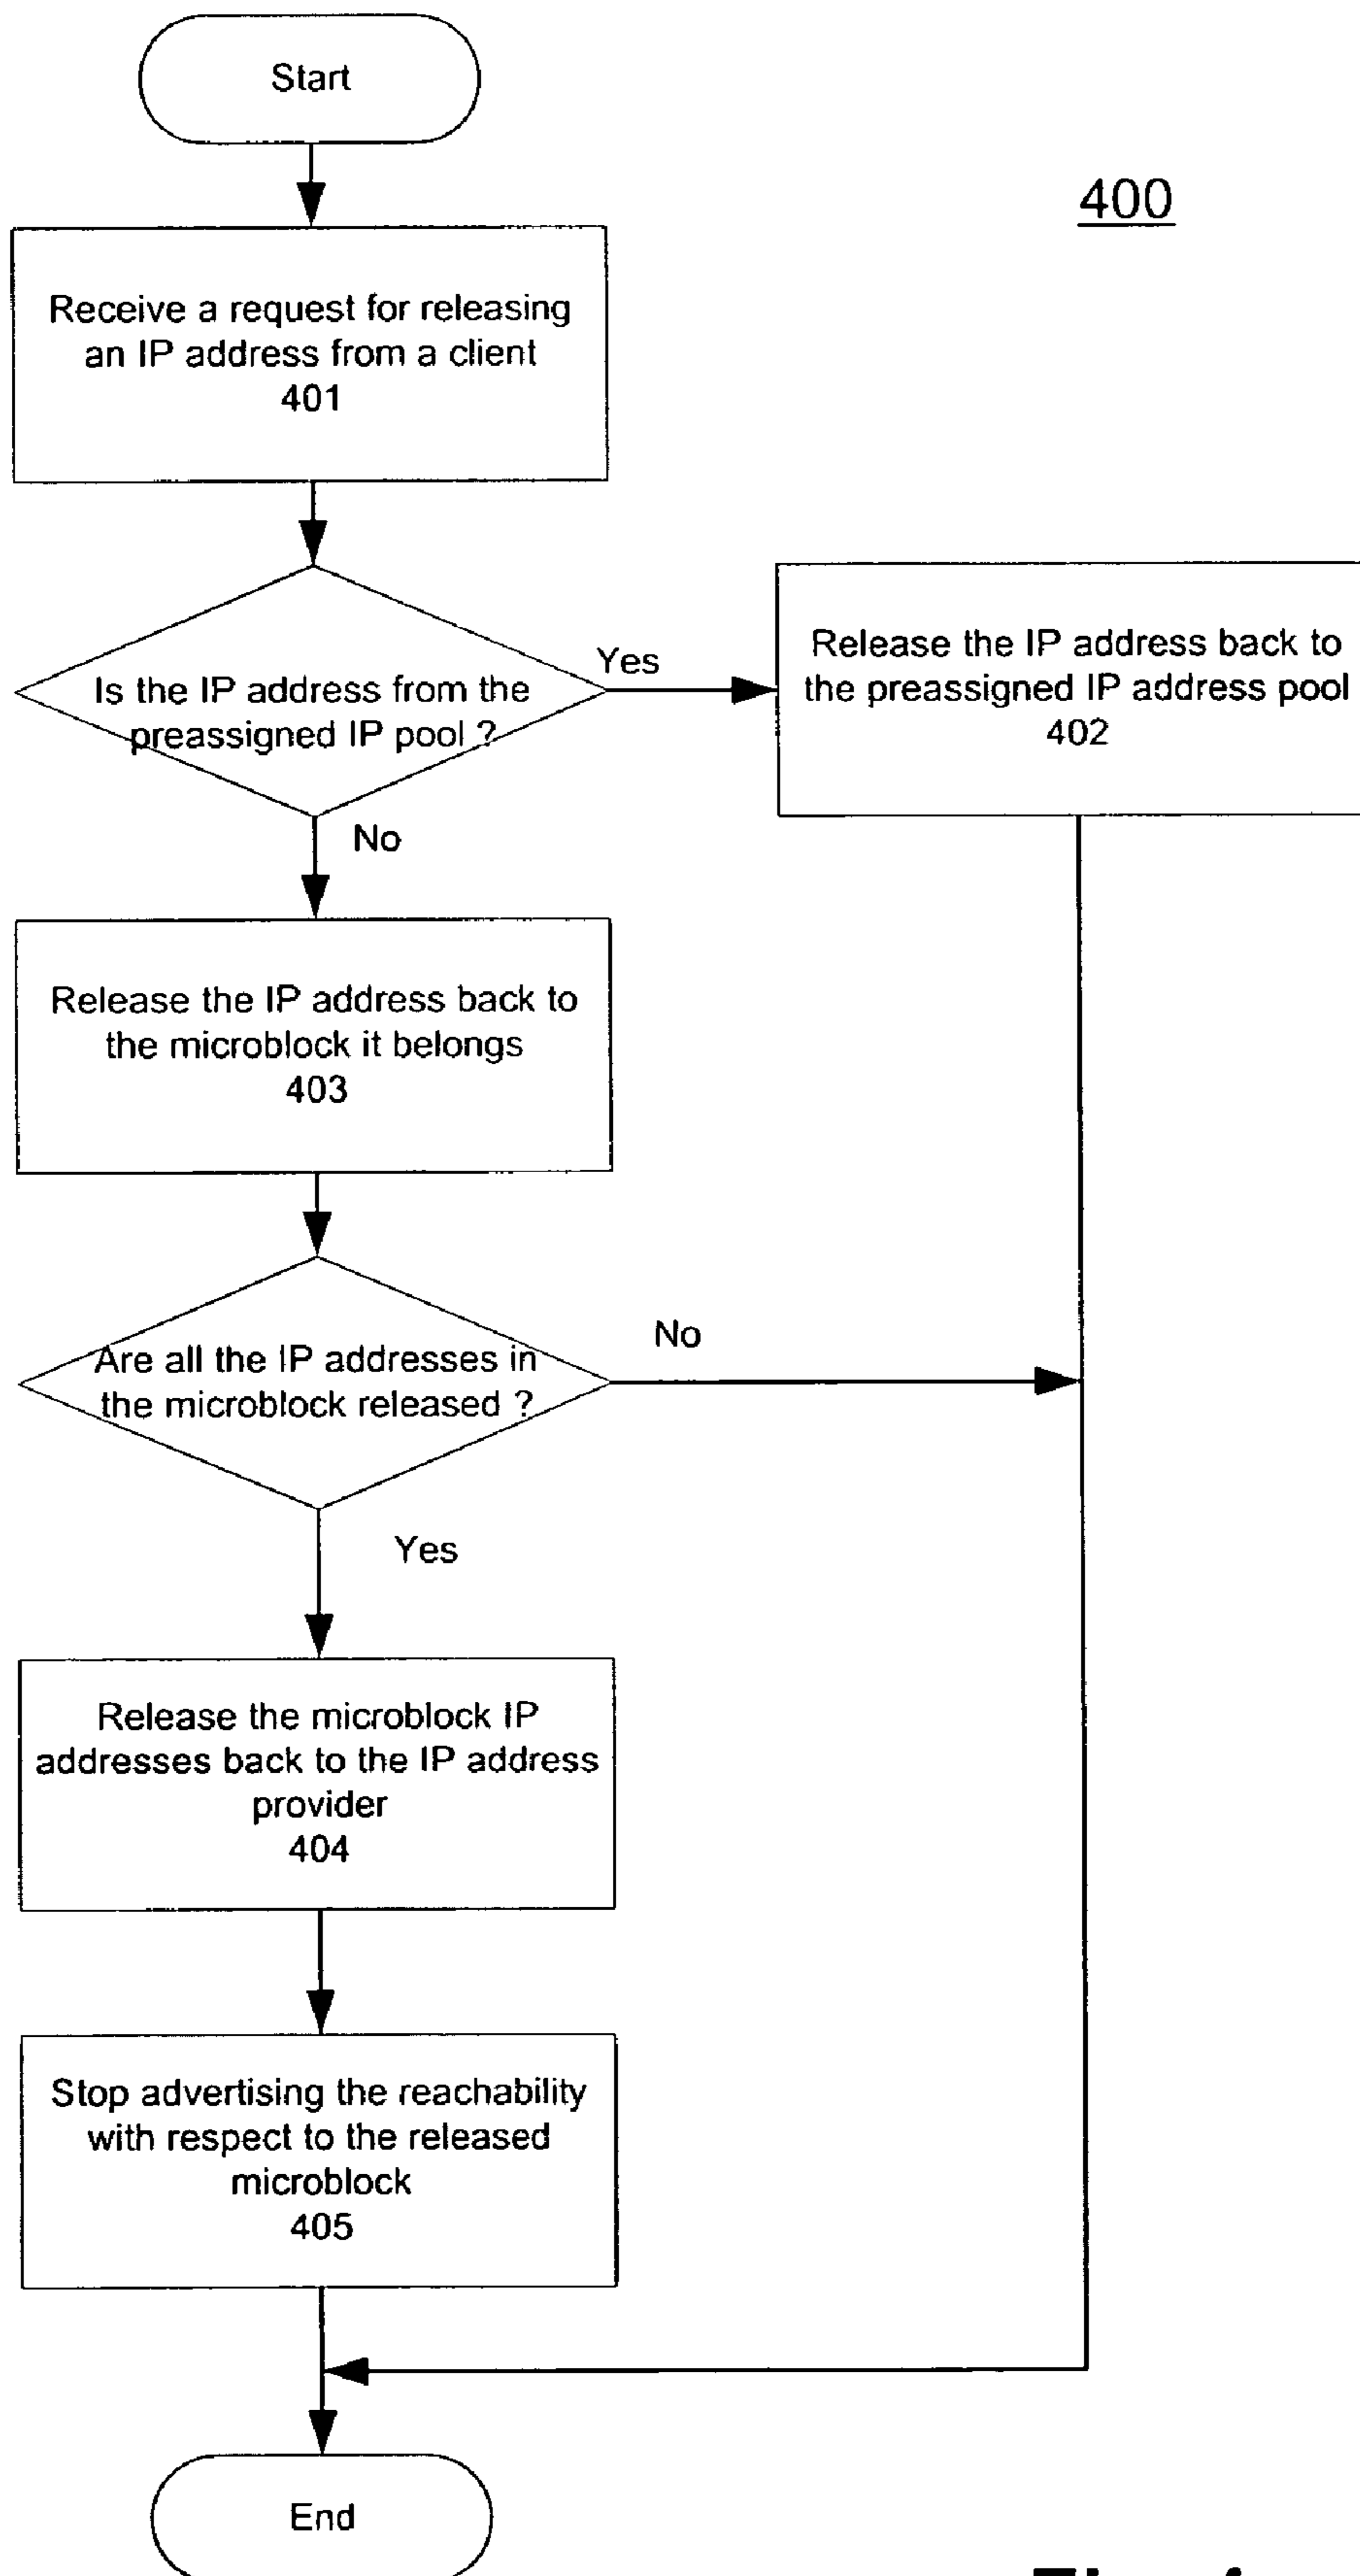 Start
400
Receive a request for releasing
an IP address from a client
401
Is the IP address from the
preassigned IP pool ?
Yes
Release the IP address back to
the preassigned IP address pool
402
No
Release the IP address back to
the microblock it belongs
403
Are all the IP addresses in
the microblock released ?
No
Yes
Release the microblock IP
addresses back to the IP address
provider
404
Stop advertising the reachability
with respect to the released
microblock
405
End